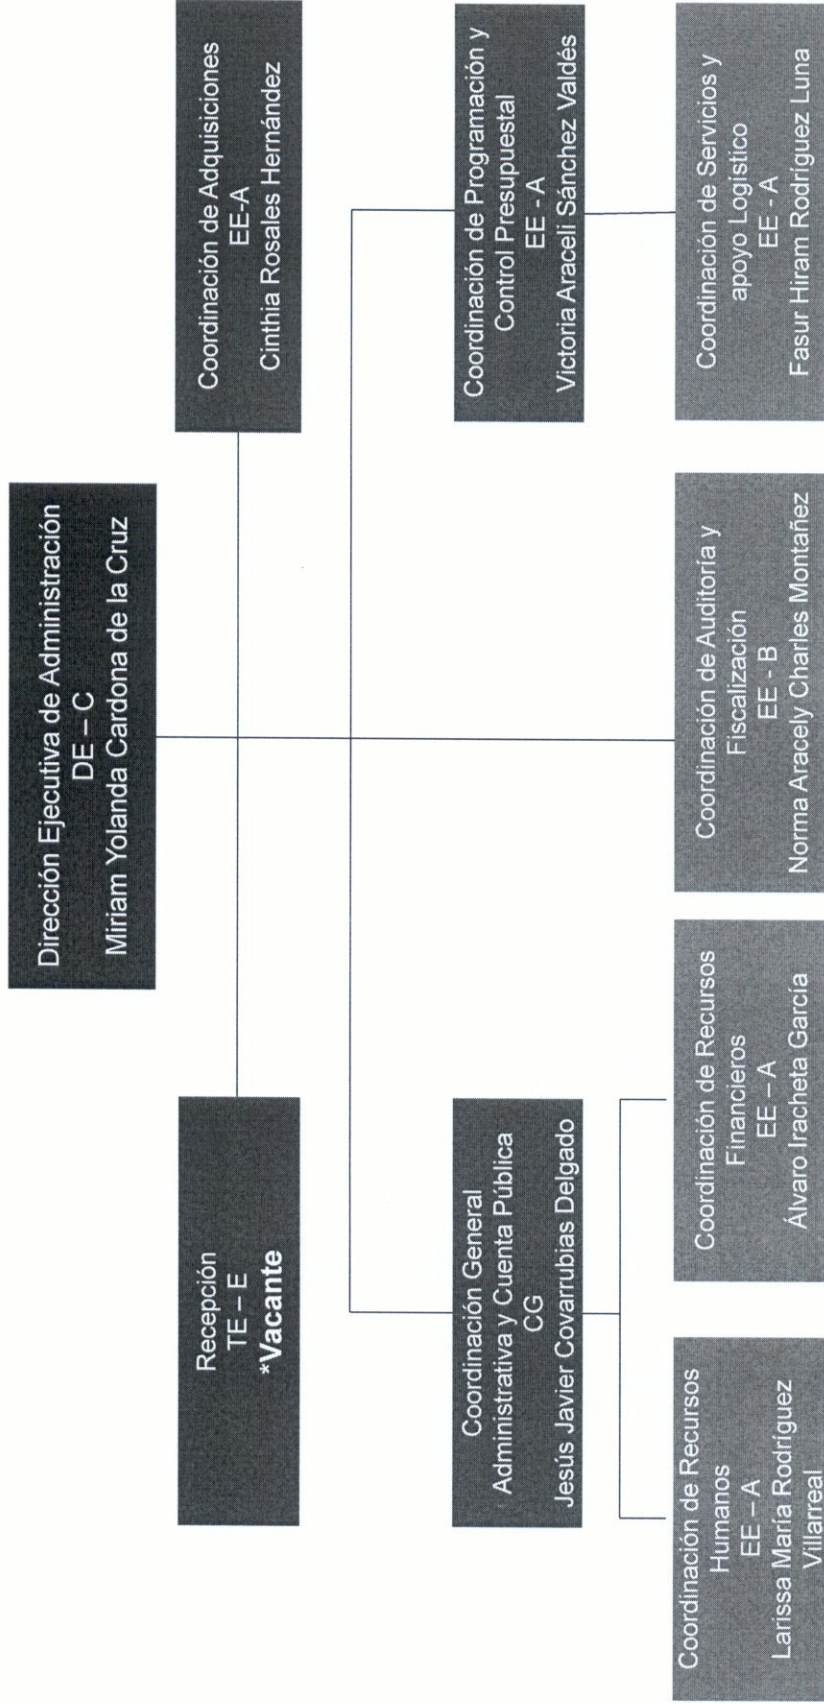 Dirección Ejecutiva de Administración
DE – C
Miriam Yolanda Cardona de la Cruz
Recepción
TE – E
*Vacante
Coordinación de Adquisiciones
EE-A
Cinthia Rosales Hernández
Coordinación General
Administrativa y Cuenta Pública
CG
Jesús Javier Covarrubias Delgado
Coordinación de Programación y
Control Presupuestal
EE - A
Victoria Araceli Sánchez Valdés
Coordinación de Recursos
Humanos
EE – A
Larissa María Rodríguez
Villarreal
Coordinación de Recursos
Financieros
EE – A
Álvaro Iracheta García
Coordinación de Auditoría y
Fiscalización
EE - B
Norma Aracely Charles Montañez
Coordinación de Servicios y
apoyo Logístico
EE - A
Fasur Hiram Rodríguez Luna